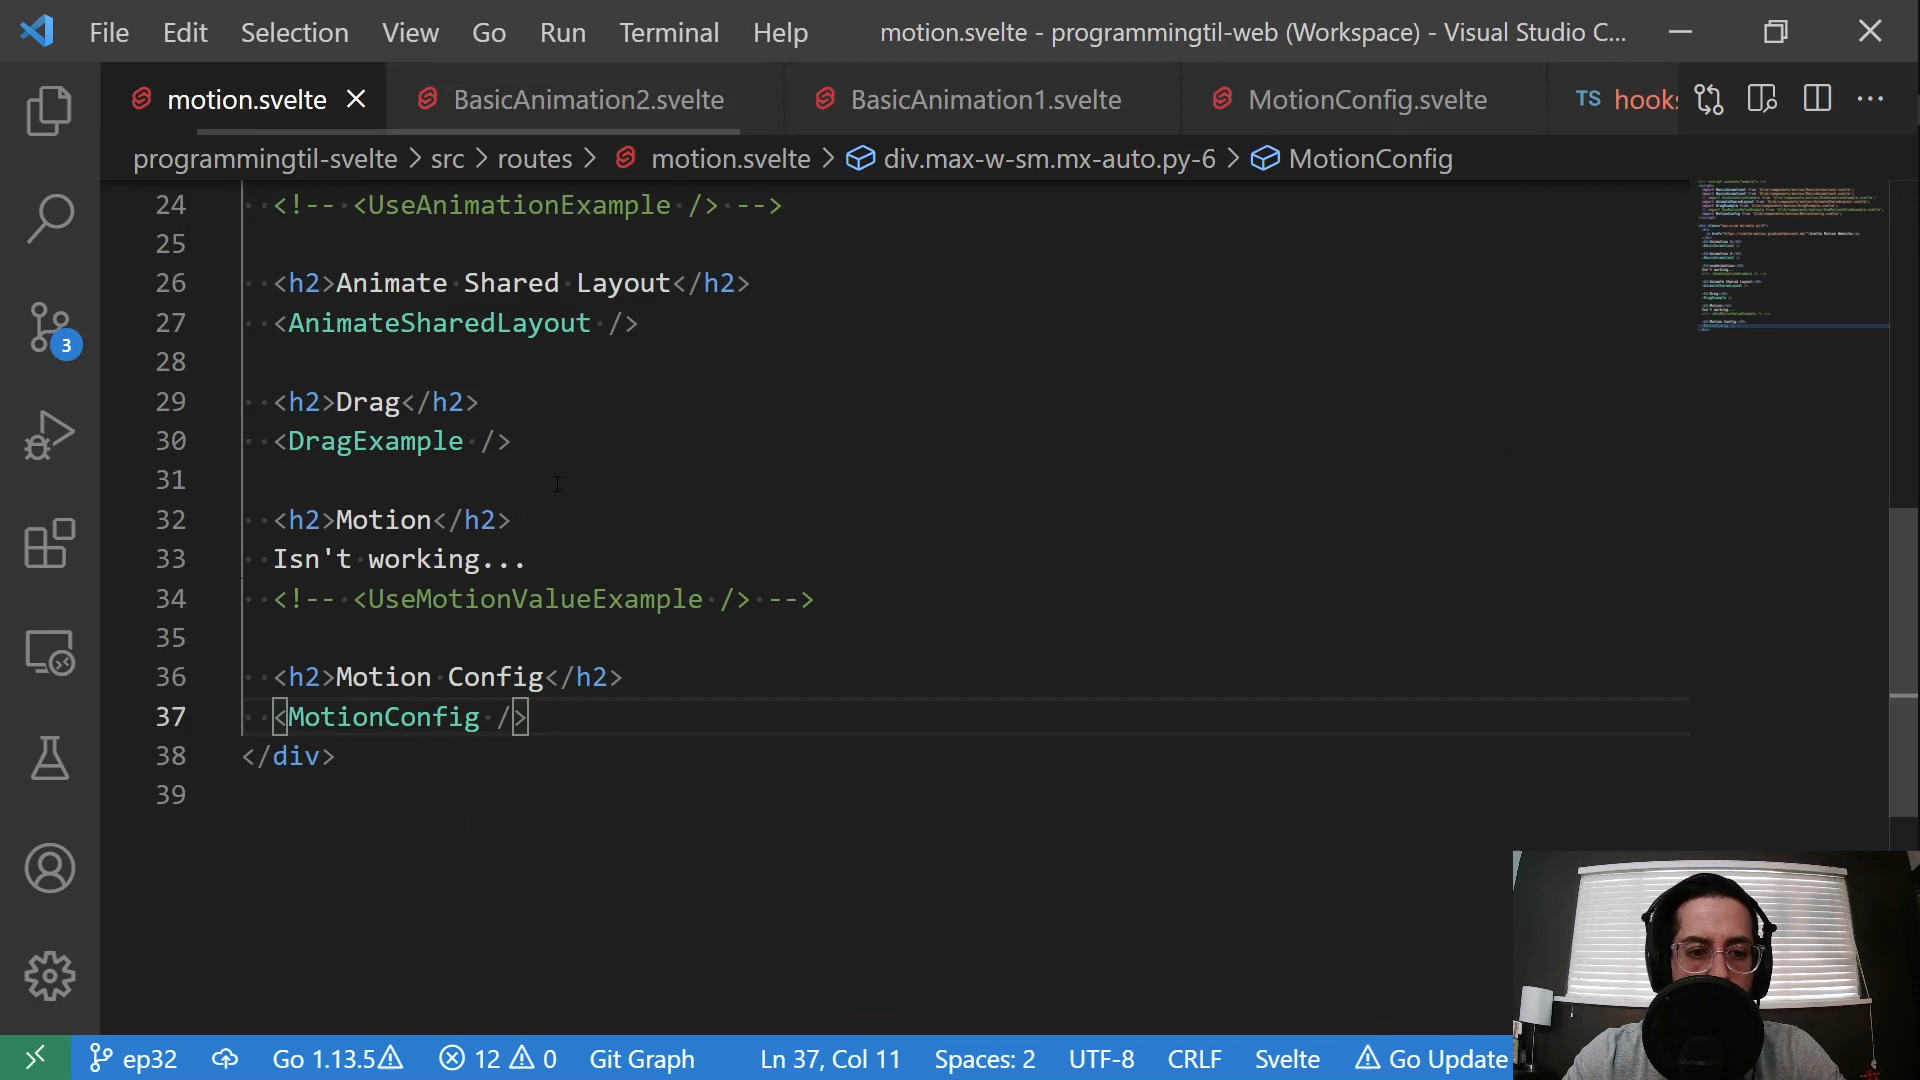 File Edit Selection View Go Run Terminal Help motion.svelte - programmingtil-web (Workspace) - Visual Studio C...
motion.svelte BasicAnimation2.svelte BasicAnimation1.svelte MotionConfig.svelte TS hooks
programmingtil-svelte > src > routes > motion.svelte > div.max-w-sm.mx-auto.py-6 > MotionConfig
24 <!-- <UseAnimationExample /> -->
25
26 <h2>Animate Shared Layout</h2>
27 <AnimateSharedLayout />
28
29 <h2>Drag</h2>
30 <DragExample />
31
32 <h2>Motion</h2>
33 Isn't working...
34 <!-- <UseMotionValueExample /> -->
35
36 <h2>Motion Config</h2>
37 <MotionConfig />
38 </div>
39
3
ep32 Go 1.13.5 12 0 Git Graph Ln 37, Col 11 Spaces: 2 UTF-8 CRLF Svelte Go Update